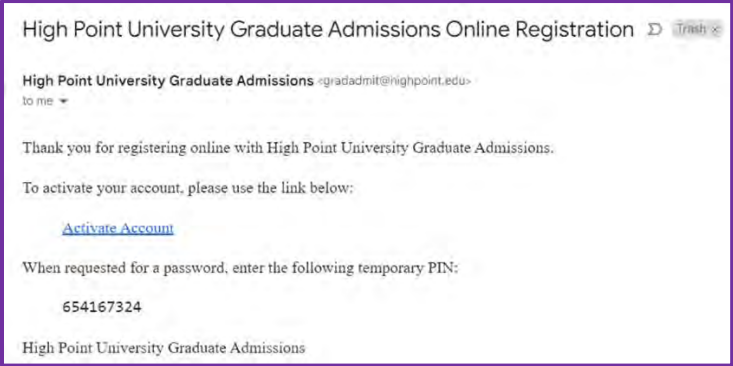 High Point University Graduate Admissions Online Registration Trash ×
High Point University Graduate Admissions <gradadmit@highpoint.edu>
to me
Thank you for registering online with High Point University Graduate Admissions.
To activate your account, please use the link below:
Activate Account
When requested for a password, enter the following temporary PIN:
654167324
High Point University Graduate Admissions